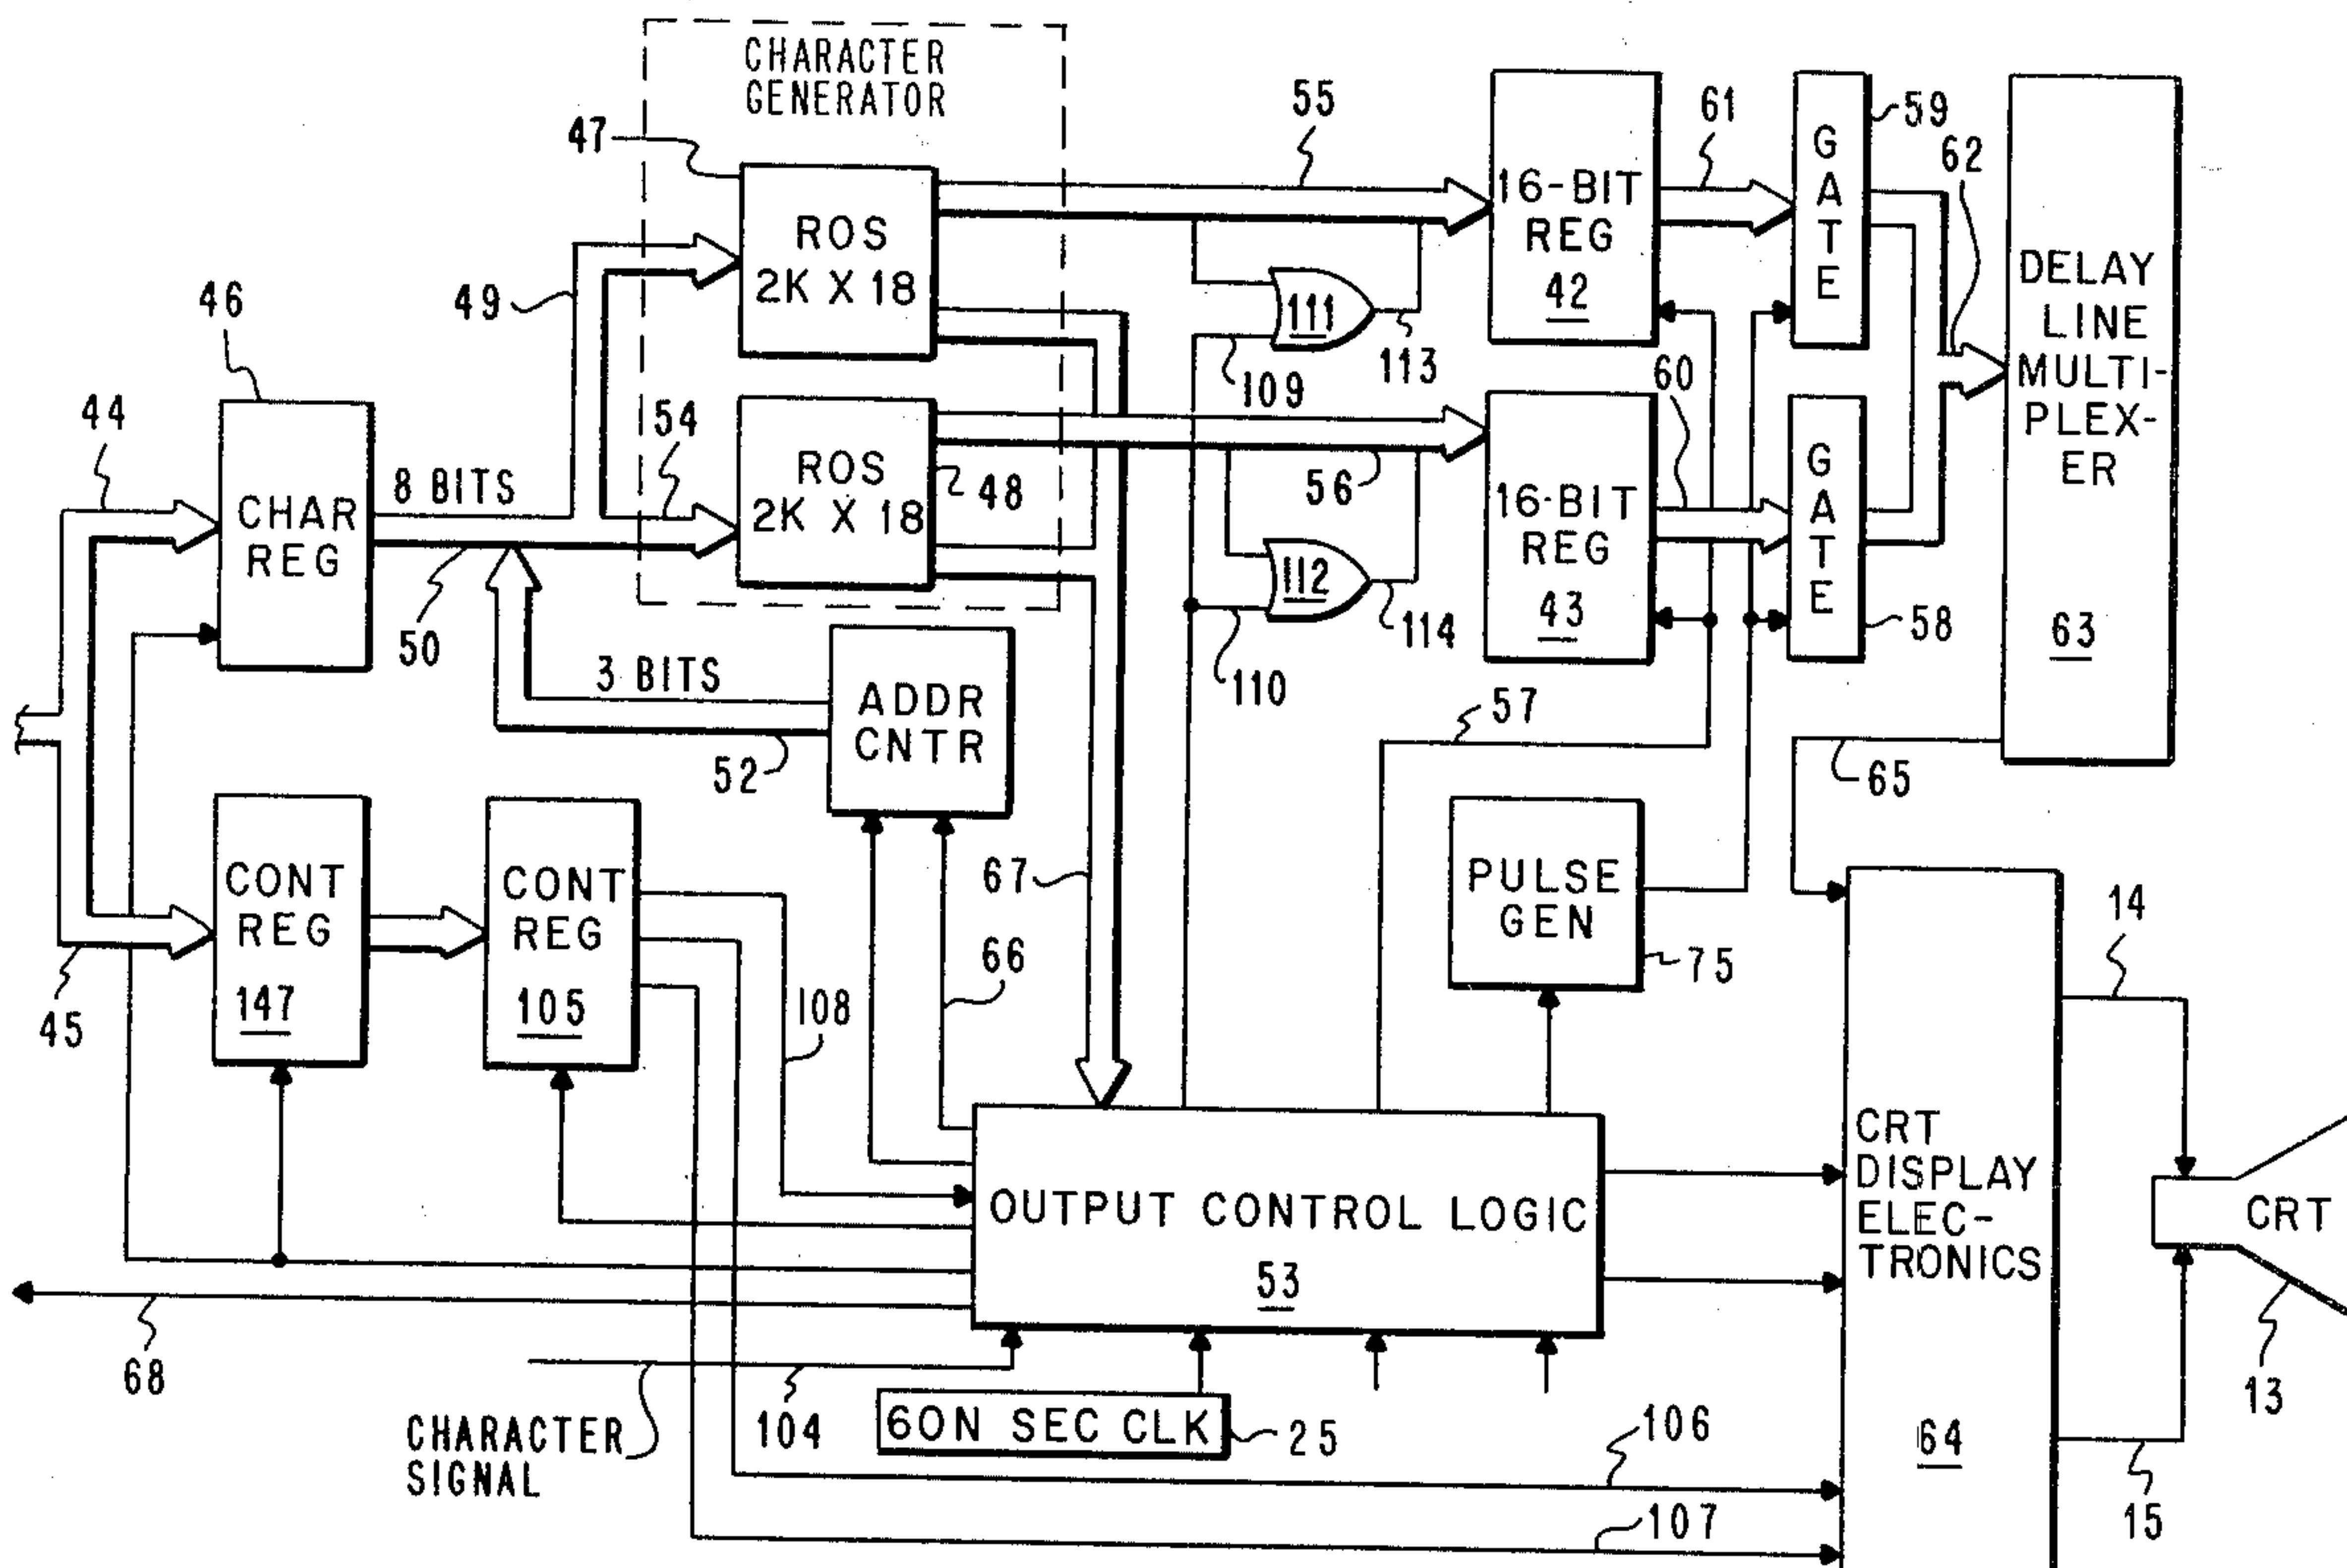 CHARACTER
GENERATOR
47
55
61
59
62
GATE
16-BIT
REG
42
ROS
2K X 18
49
46
111
113
109
DELAY
LINE
MULTI-
PLEX-
ER
63
44
8 BITS
CHAR
REG
50
54
ROS
2K X 18
48
56
60
16-BIT
REG
43
GATE
58
112
114
110
3 BITS
52
ADDR
CNTR
57
65
CONT
REG
147
45
CONT
REG
105
108
67
66
PULSE
GEN
75
14
OUTPUT CONTROL LOGIC
53
CRT
DISPLAY
ELEC-
TRONICS
64
CRT
13
68
CHARACTER
SIGNAL
104
60N SEC CLK
25
106
107
15